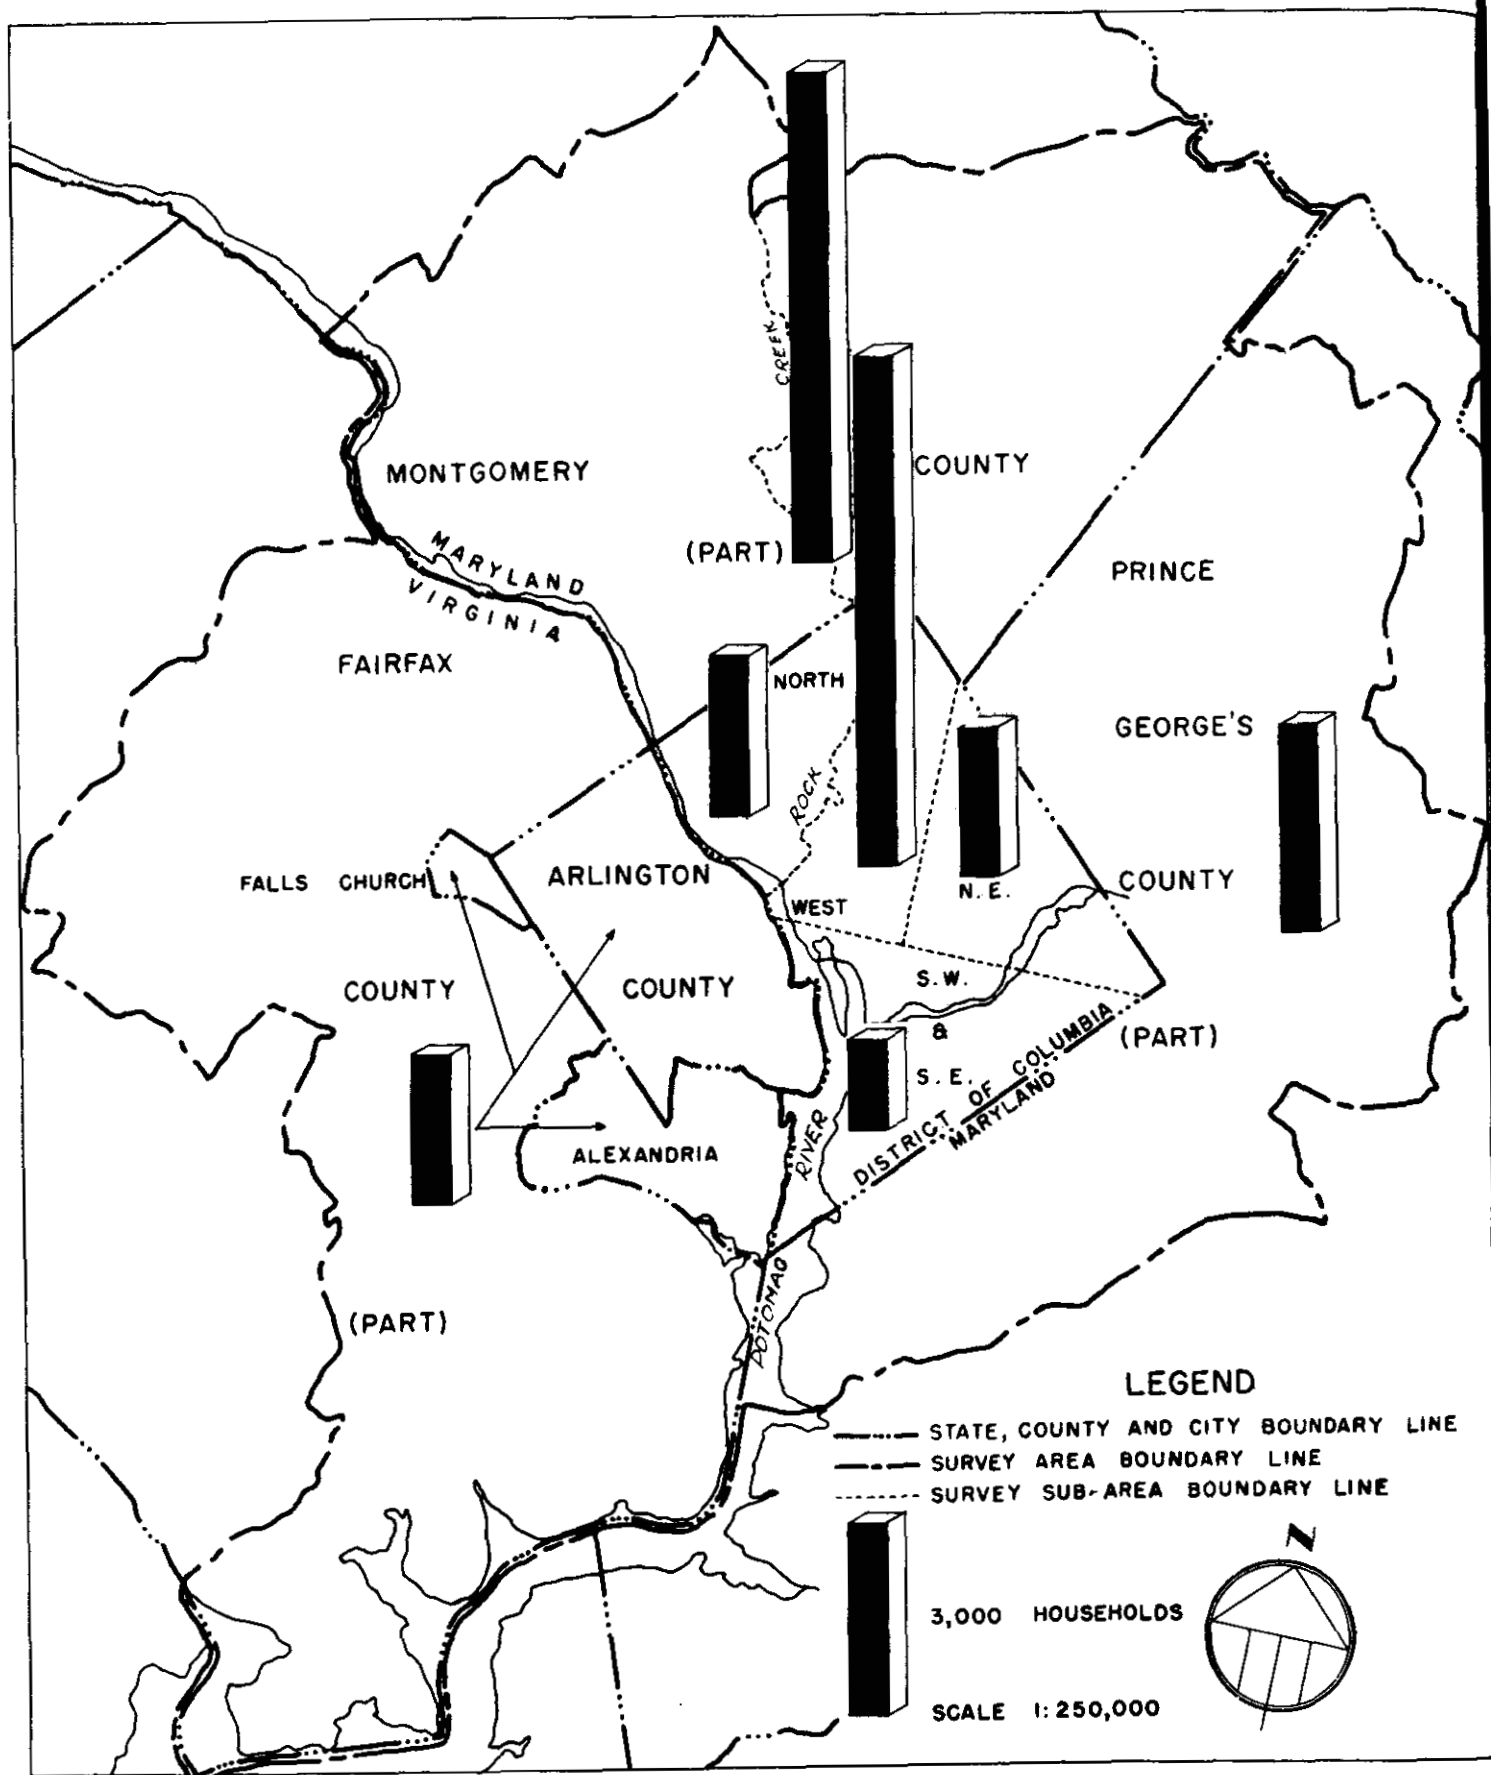 CREEK
MONTGOMERY
COUNTY
(PART)
MARYLAND
VIRGINIA
PRINCE
FAIRFAX
NORTH
GEORGE'S
ROCK
FALLS CHURCH
ARLINGTON
WEST
N. E.
COUNTY
COUNTY
COUNTY
S.W.
&
S. E.
(PART)
DISTRICT OF COLUMBIA
MARYLAND
ALEXANDRIA
RIVER
POTOMAC
(PART)
LEGEND
STATE, COUNTY AND CITY BOUNDARY LINE
SURVEY AREA BOUNDARY LINE
SURVEY SUB-AREA BOUNDARY LINE
N
3,000 HOUSEHOLDS
SCALE 1:250,000